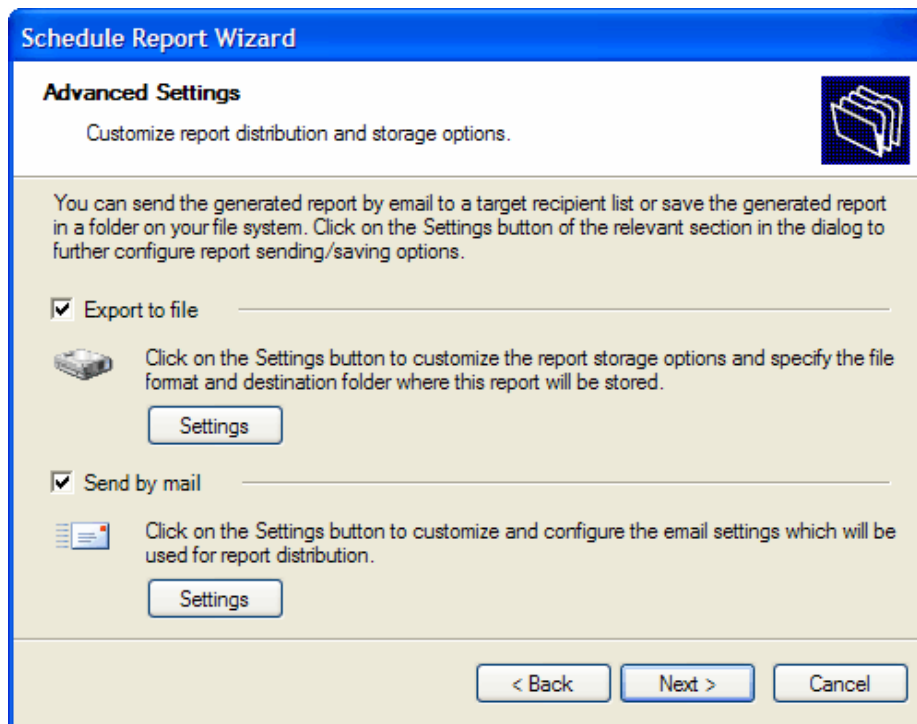 Schedule Report Wizard
Advanced Settings
Customize report distribution and storage options.
You can send the generated report by email to a target recipient list or save the generated report
in a folder on your file system. Click on the Settings button of the relevant section in the dialog to
further configure report sending/saving options.
Export to file
Click on the Settings button to customize the report storage options and specify the file
format and destination folder where this report will be stored.
Settings
Send by mail
Click on the Settings button to customize and configure the email settings which will be
used for report distribution.
Settings
< Back Next > Cancel